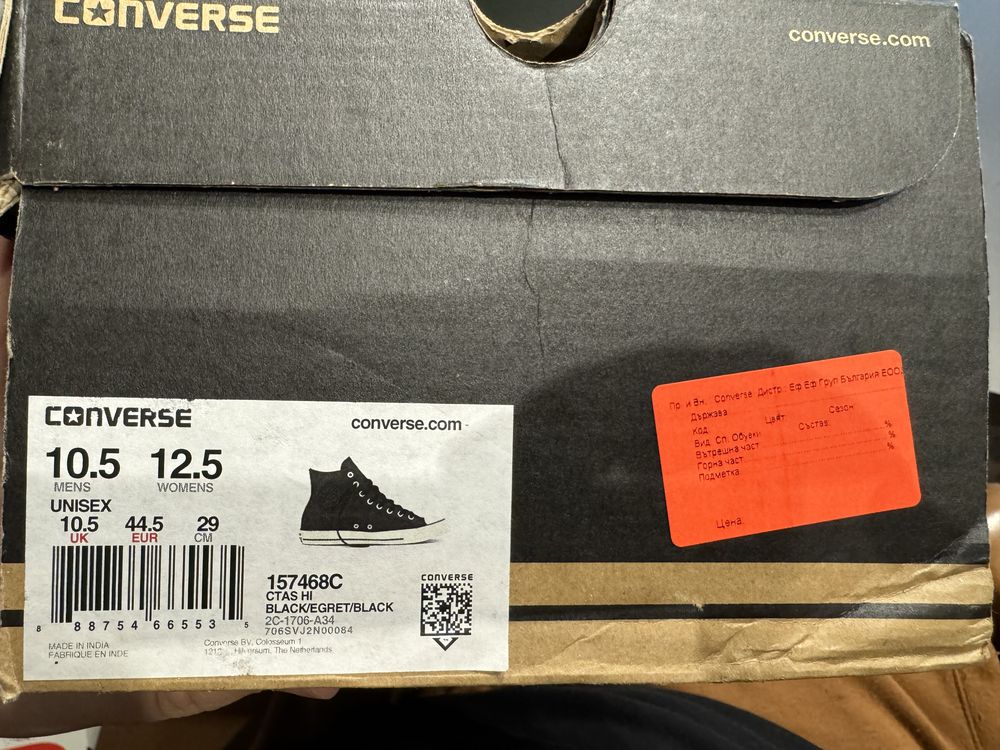 CONVERSE
converse.com
CONVERSE
converse.com
10.5 12.5
MENS WOMENS
UNISEX
10.5 44.5 29
UK EUR CM
157468C
CTAS HI
BLACK/EGRET/BLACK
2C-1706-A34
706SVJ2N00084
8 88754 66553 5
MADE IN INDIA
FABRIQUE EN INDE
Converse BV, Colosseum 1
Hilversum, The Netherlands
CONVERSE
Пр. и Вн. Converse Дистр.: Еф Еф Груп България ЕОО
Държава
Код Цвят: Сезон:
Вид Сп. Обувки Състав:
Вътрешна част %
Горна част %
Подметка %
Цена: